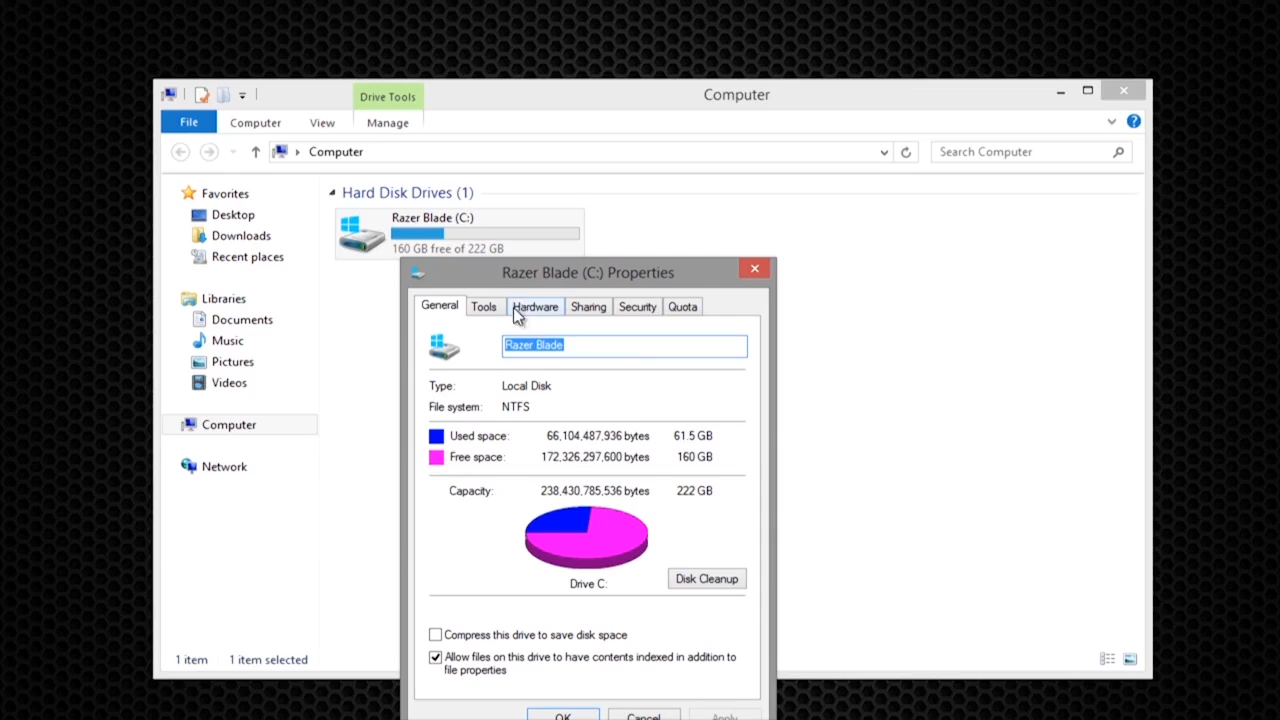 Drive Tools
Computer
File
Computer
View
Manage
Computer
Search Computer
Favorites
Desktop
Downloads
Recent places
Libraries
Documents
Music
Pictures
Videos
Computer
Network
Hard Disk Drives (1)
Razer Blade (C:)
160 GB free of 222 GB
Razer Blade (C:) Properties
General Tools Hardware Sharing Security Quota
Razer Blade
Type: Local Disk
File system: NTFS
Used space: 66,104,487,936 bytes 61.5 GB
Free space: 172,326,297,600 bytes 160 GB
Capacity: 238,430,785,536 bytes 222 GB
Drive C:
Disk Cleanup
Compress this drive to save disk space
Allow files on this drive to have contents indexed in addition to
file properties
OK Cancel Apply
1 item 1 item selected